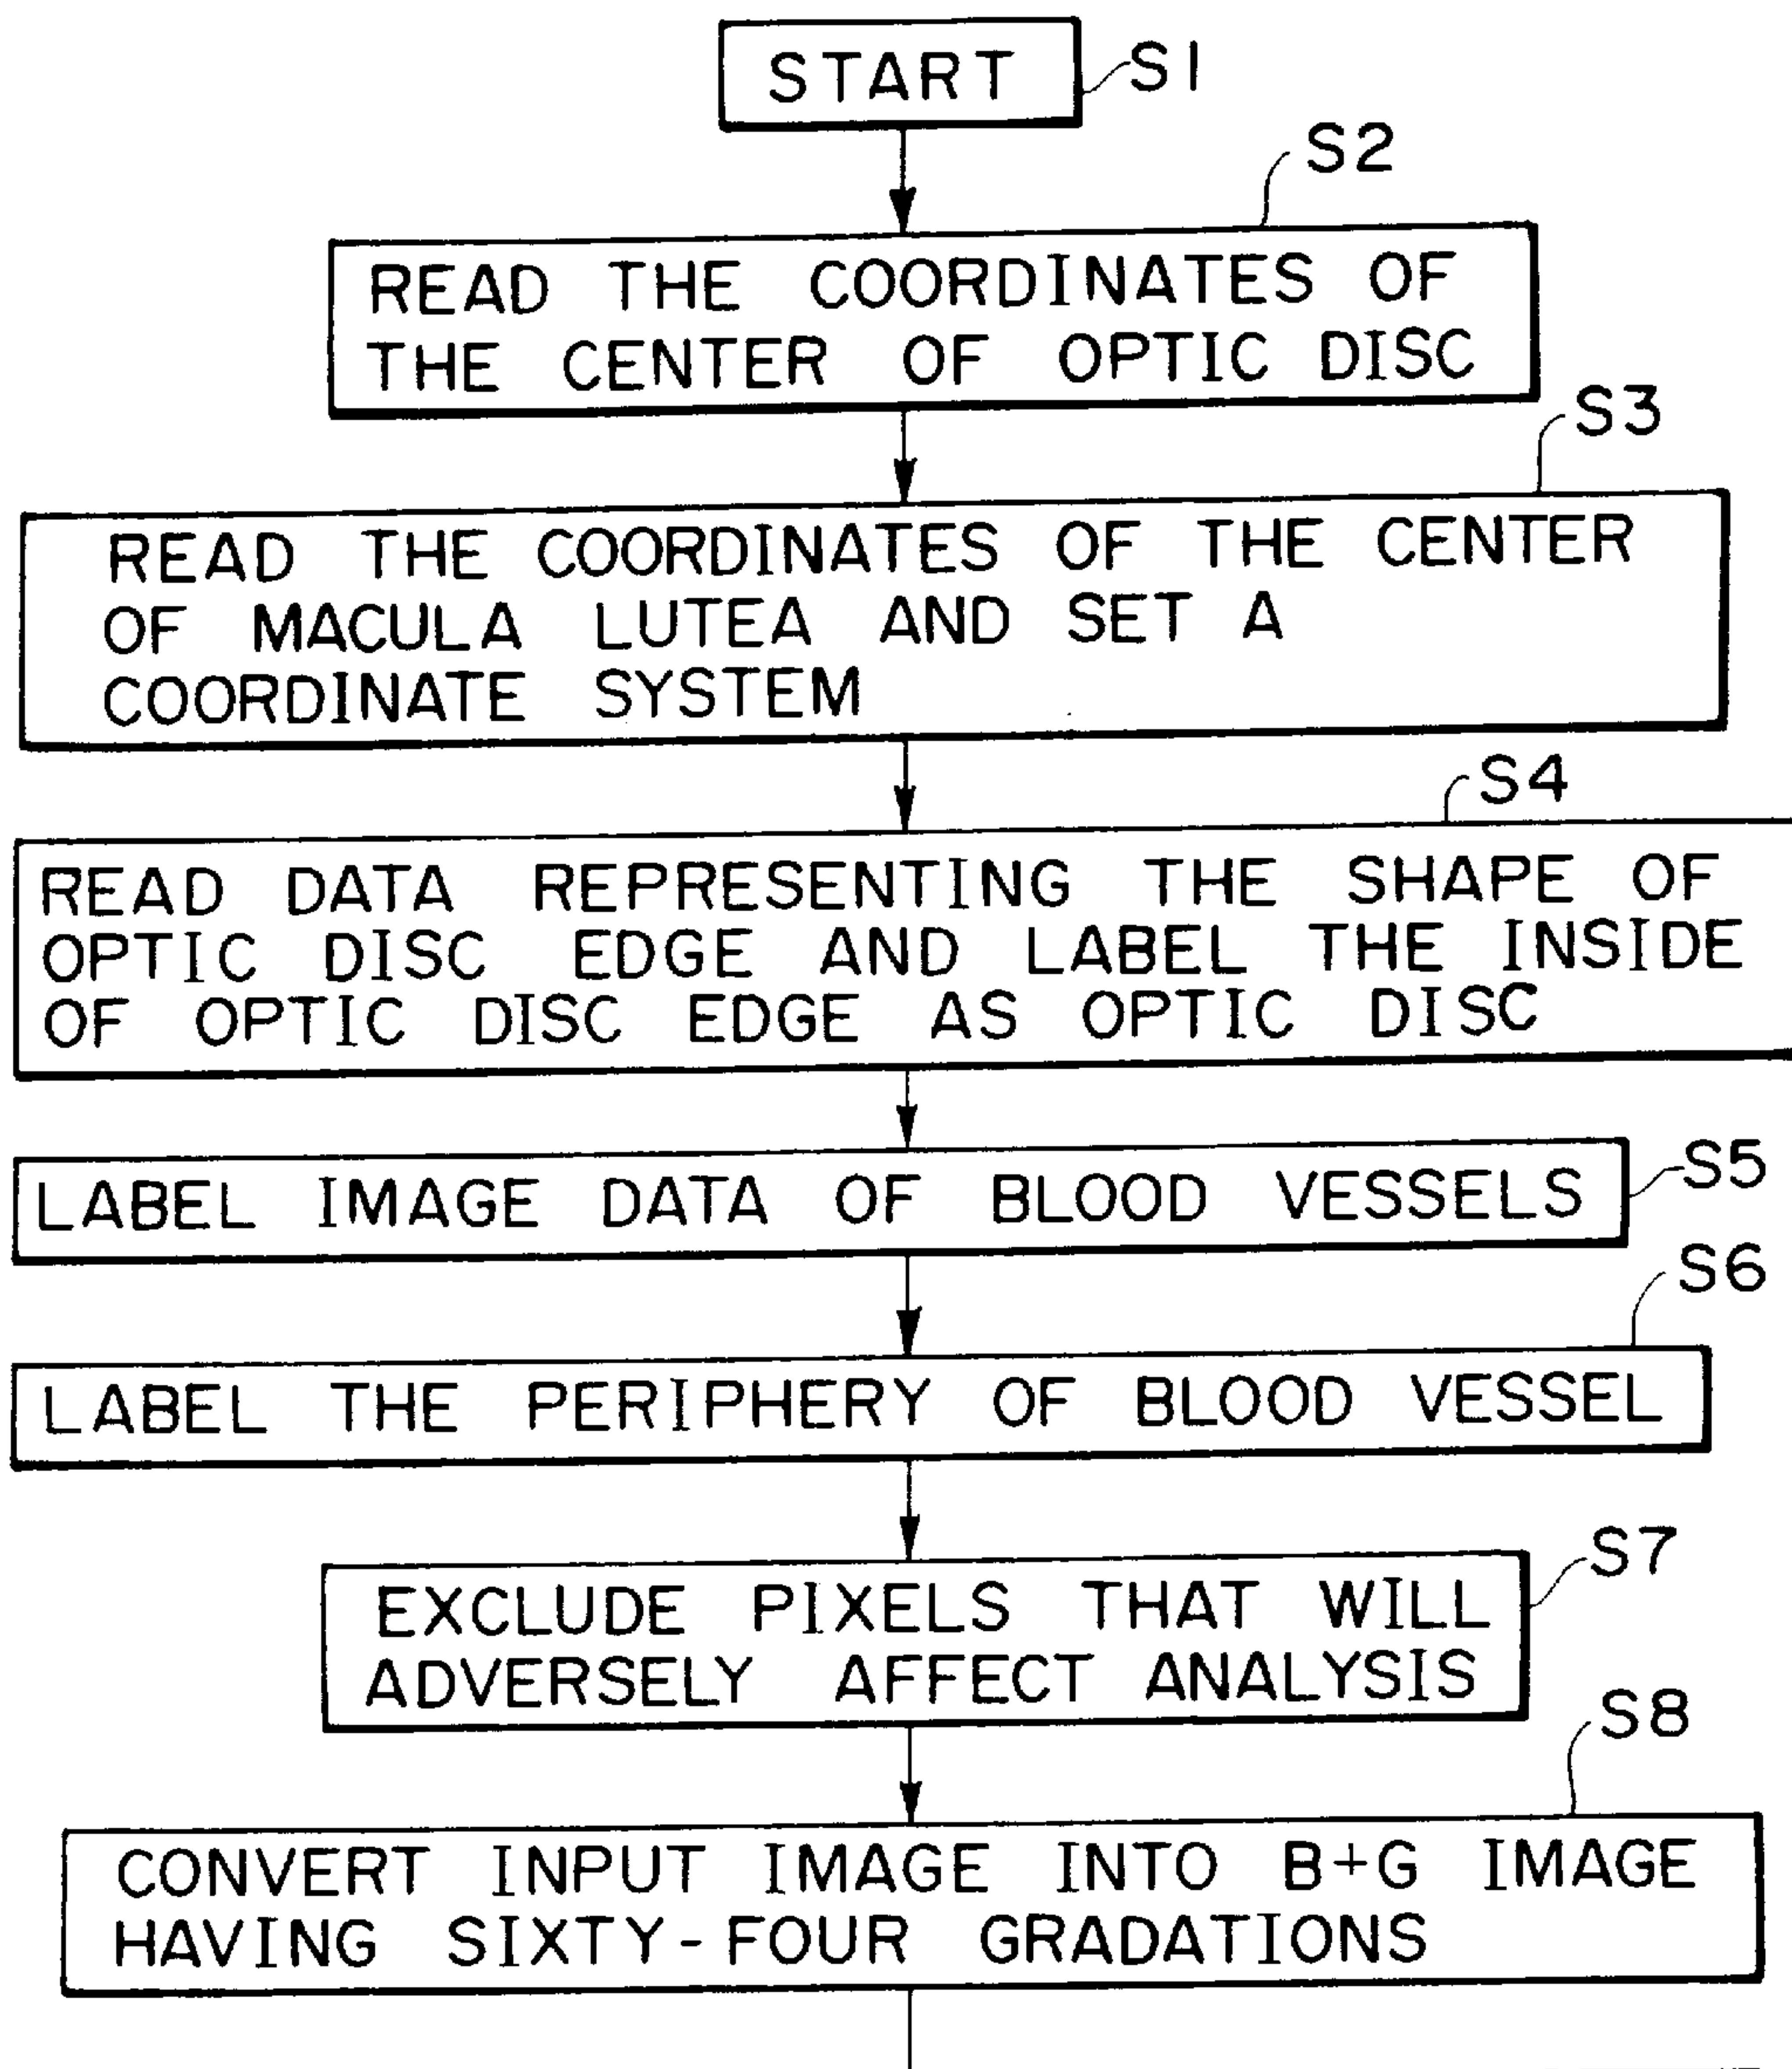 START
S1
S2
READ THE COORDINATES OF
THE CENTER OF OPTIC DISC
S3
READ THE COORDINATES OF THE CENTER
OF MACULA LUTEA AND SET A
COORDINATE SYSTEM
S4
READ DATA REPRESENTING THE SHAPE OF
OPTIC DISC EDGE AND LABEL THE INSIDE
OF OPTIC DISC EDGE AS OPTIC DISC
S5
LABEL IMAGE DATA OF BLOOD VESSELS
S6
LABEL THE PERIPHERY OF BLOOD VESSEL
S7
EXCLUDE PIXELS THAT WILL
ADVERSELY AFFECT ANALYSIS
S8
CONVERT INPUT IMAGE INTO B+G IMAGE
HAVING SIXTY-FOUR GRADATIONS